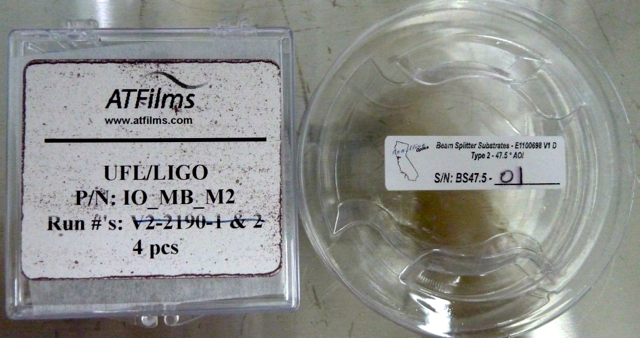 ATFilms
www.atfilms.com
UFL/LIGO
P/N: IO_MB_M2
Run #'s: V2-2190-1 & 2
4 pcs
Beam Splitter Substrates - E1100698 V1 D
Type 2 - 47.5 ° AOI
S/N: BS47.5 - 01